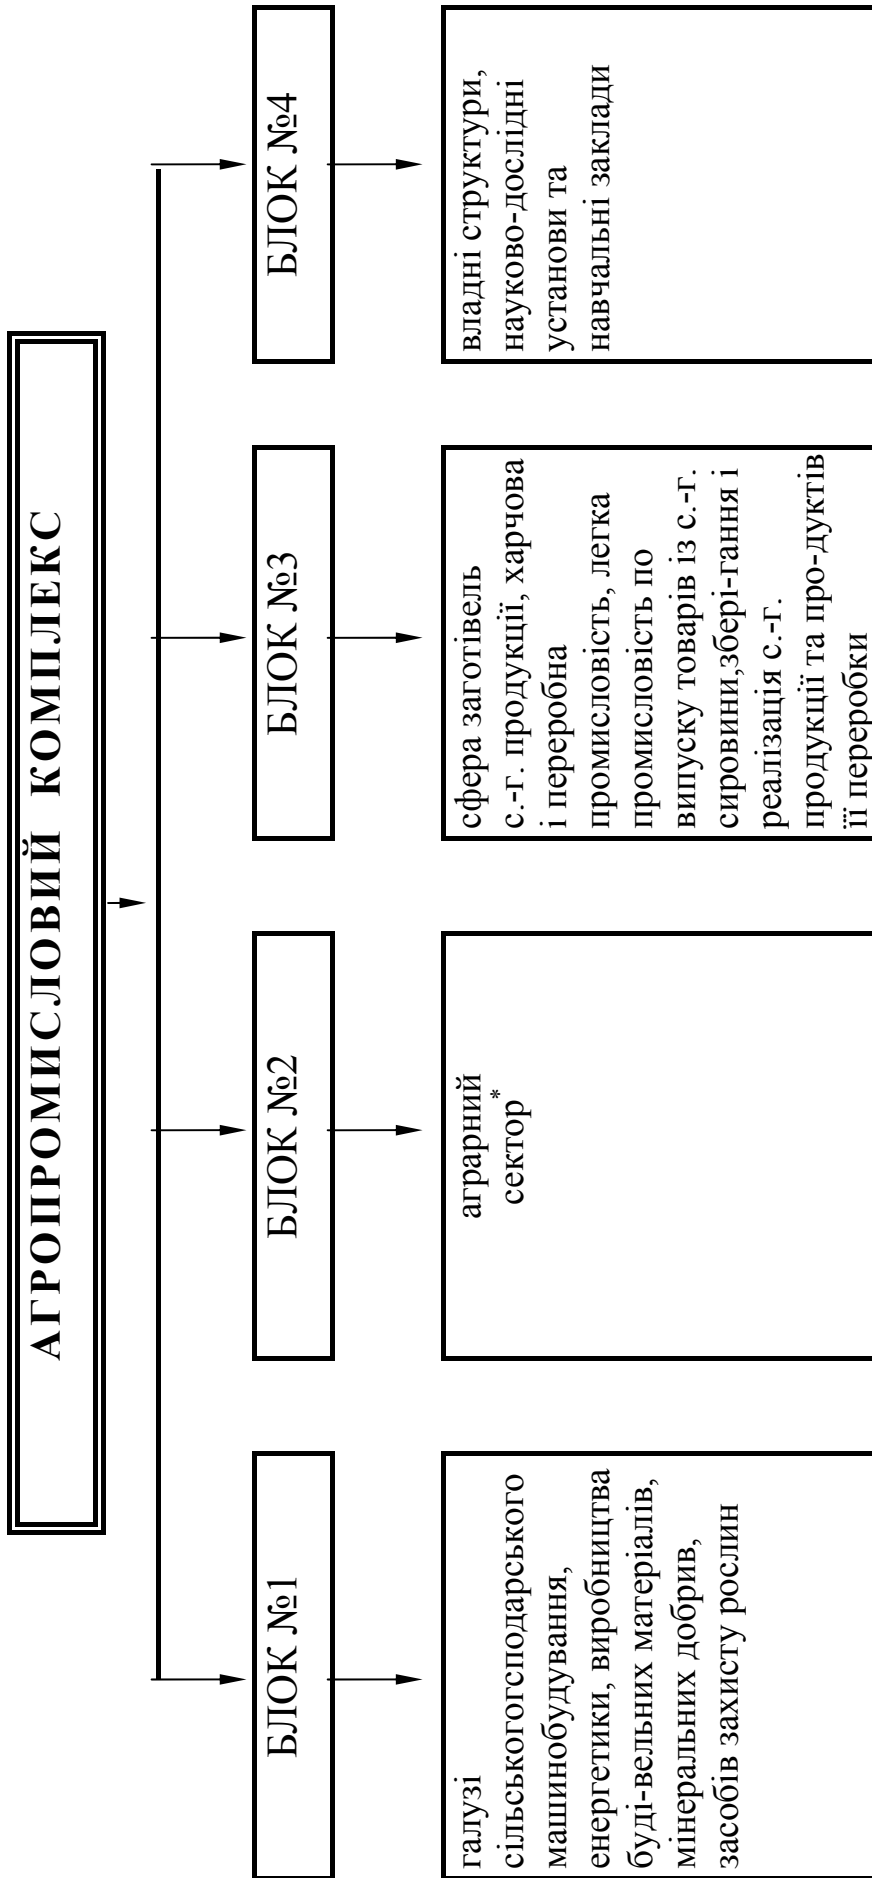 АГРОПРОМИСЛОВИЙ КОМПЛЕКС
БЛОК №1
БЛОК №2
БЛОК №3
БЛОК №4
галузі
сільськогогсподарського
машинобудування,
енергетики, виробництва
буді-вельних матеріалів,
мінеральних добрив,
засобів захисту рослин
аграрний
сектор*
сфера заготівель
с.-г. продукції, харчова
і переробна
промисловість, легка
промисловість по
випуску товарів із с.-г.
сировини,збері-гання і
реалізація с.-г.
продукції та про-дуктів
її переробки
владні структури,
науково-дослідні
установи та
навчальні заклади